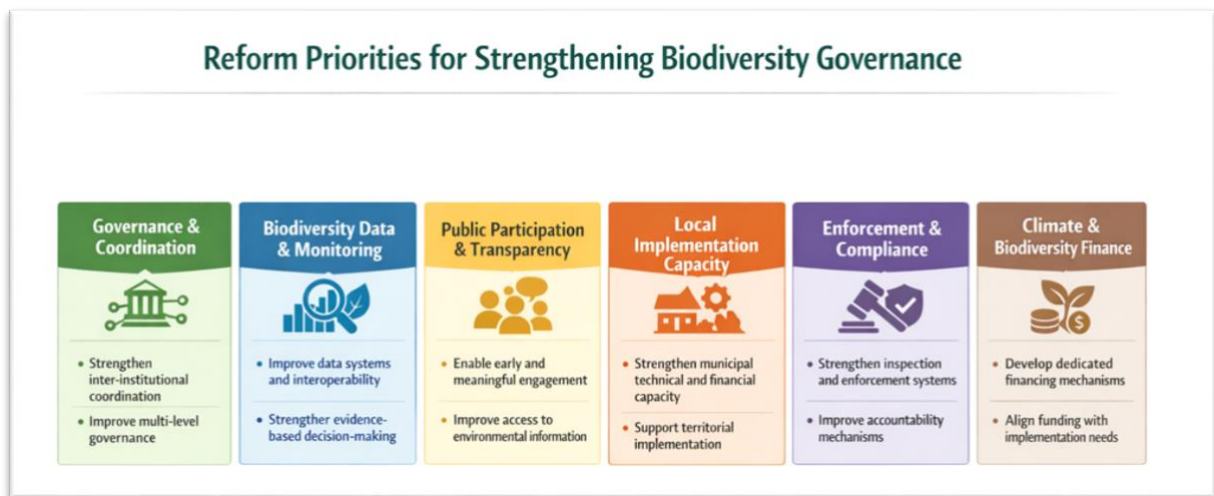 Reform Priorities for Strengthening Biodiversity Governance
Governance &
Coordination
• Strengthen
inter-institutional
coordination
• Improve multi-level
governance
Biodiversity Data
& Monitoring
• Improve data systems
and interoperability
• Strengther evidence-
based decision-making
Public Participation
& Transparency
• Enable early and
meaningful engagement
• Improve access to
environmental information
Local
Implementation
Capacity
• Strengthen municipal
technical and financial
capacity
• Support territorial
implementation
Enforcement &
Compliance
• Strengthen inspection
and enforcement systems
• Improve accountability
mechanisms
Climate &
Biodiversity Finance
$
• Develop dedicated
financing mechanisms
• Align funding with
implementation needs